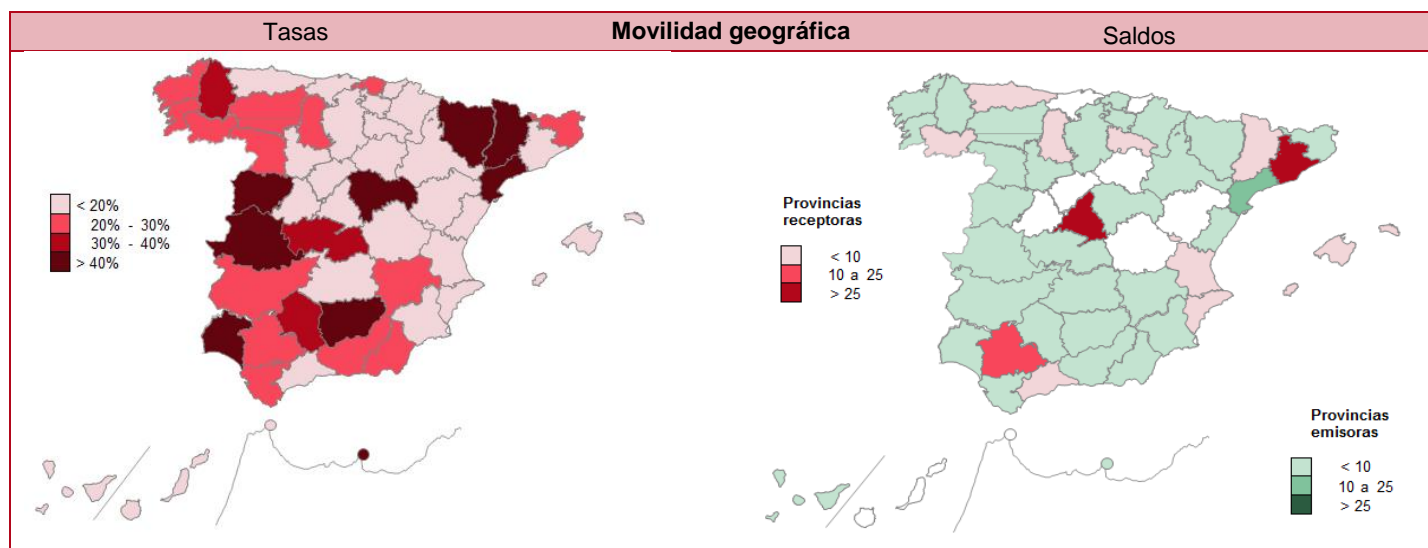 Tasas
Movilidad geográfica
Saldos
< 20%
20% - 30%
30% - 40%
> 40%
Provincias
receptoras
< 10
10 a 25
> 25
Provincias
emisoras
< 10
10 a 25
> 25